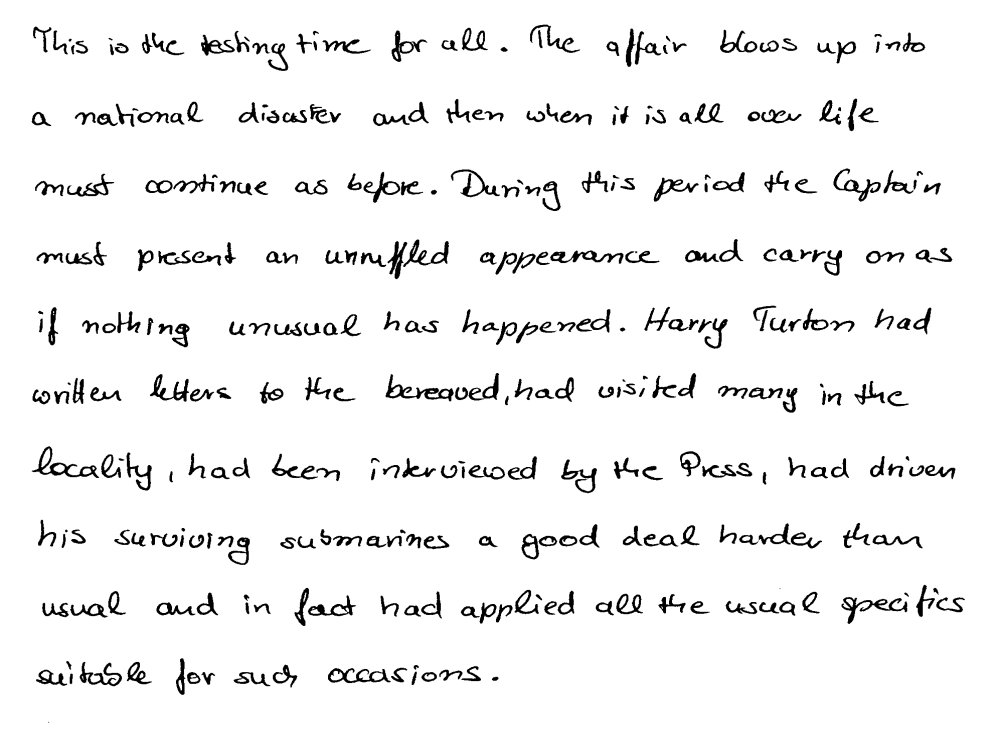 This is the testing time for all. The affair blows up into
a national disaster and then when it is all over life
must continue as before. During this period the Captain
must present an unruffled appearance and carry on as
if nothing unusual has happened. Harry Turton had
written letters to the bereaved, had visited many in the
locality, had been interviewed by the Press, had driven
his surviving submarines a good deal harder than
usual and in fact had applied all the usual specifics
suitable for such occasions.